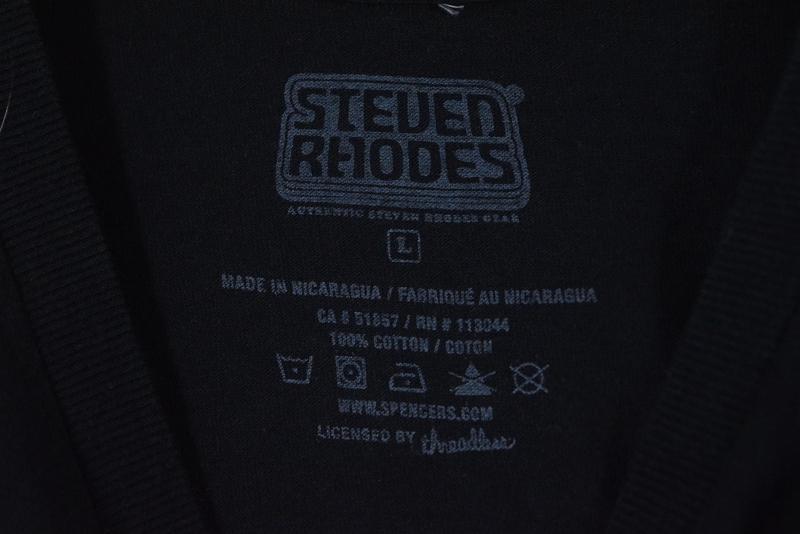 STEVEN
RHODES
AUTHENTIC STEVEN RHODES GEAR
L
MADE IN NICARAGUA / FABRIQUÉ AU NICARAGUA
CA # 51857 / RN # 113044
100% COTTON / COTON
WWW.SPENCERS.COM
LICENSED BY threadless